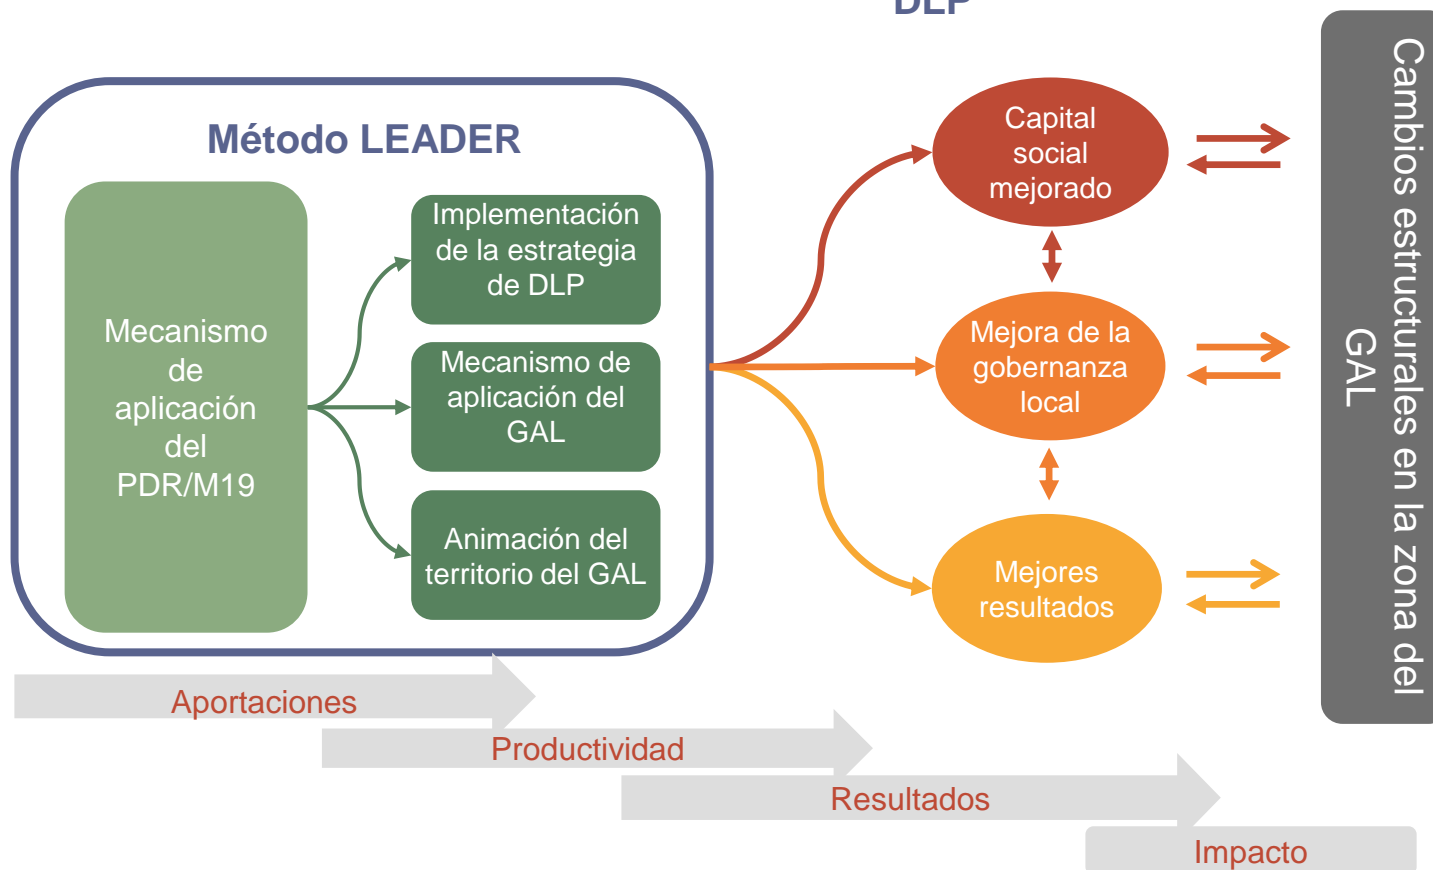 DLP
Método LEADER
Mecanismo
de
aplicación
del
PDR/M19
Implementación
de la estrategia
de DLP
Mecanismo de
aplicación del
GAL
Animación del
territorio del GAL
Capital
social
mejorado
Mejora de la
gobernanza
local
Mejores
resultados
Cambios estructurales en la zona del
GAL
Aportaciones
Productividad
Resultados
Impacto